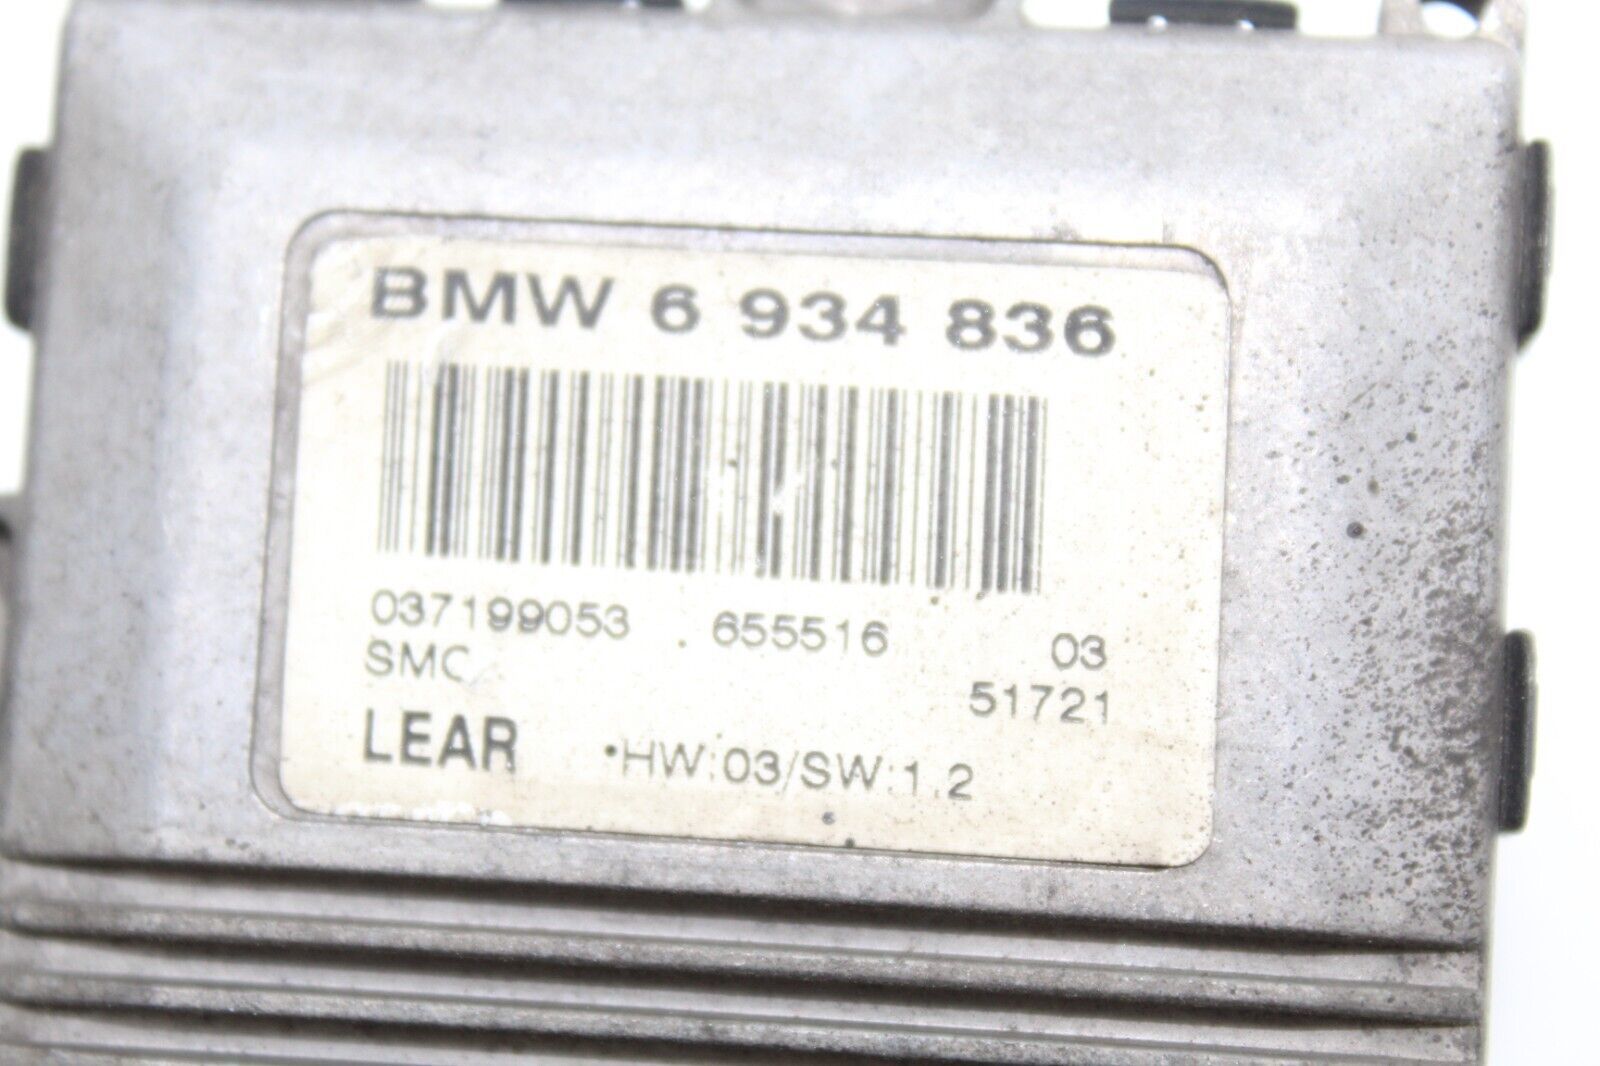 BMW 6 934 836
037199053 655516 03
SMC 51721
LEAR HW:03/SW:1.2